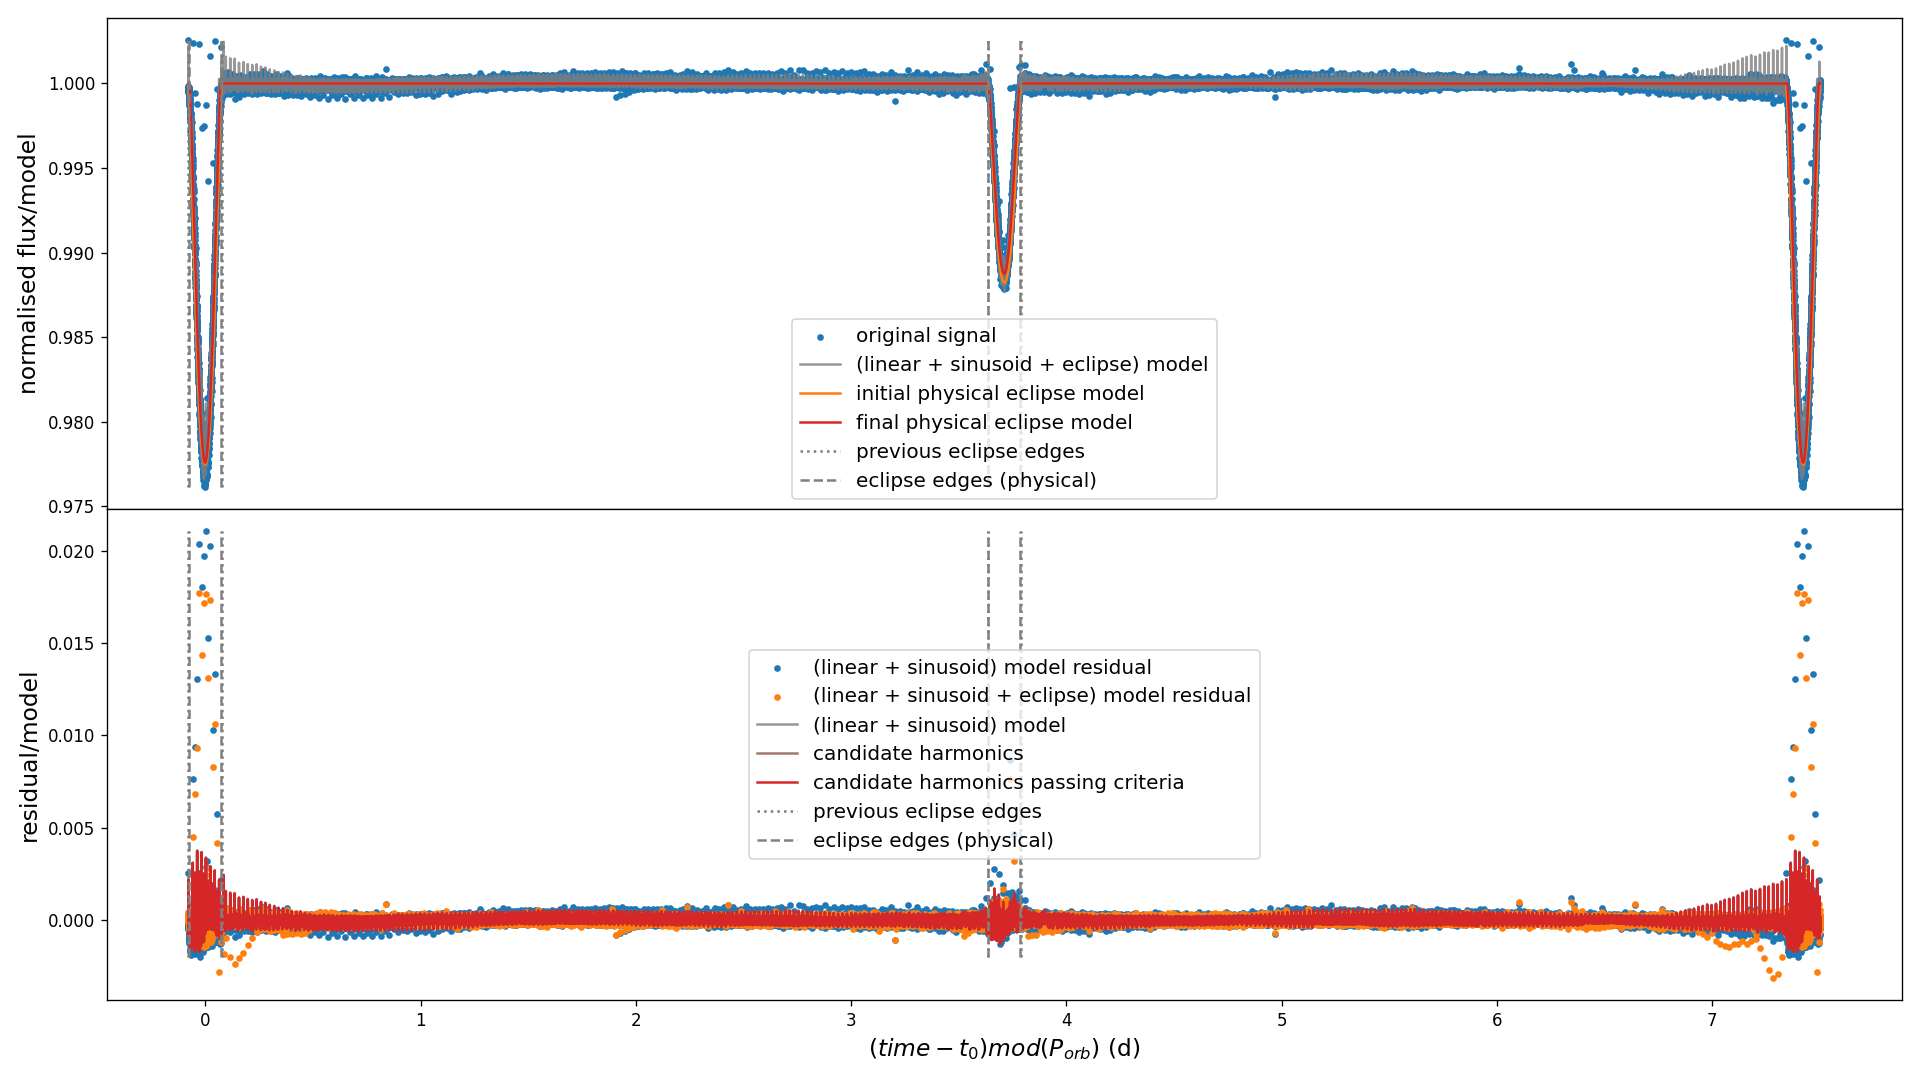 normalised flux/model
1.000
0.995
0.990
0.985
0.980
0.975
original signal
(linear + sinusoid + eclipse) model
initial physical eclipse model
final physical eclipse model
previous eclipse edges
eclipse edges (physical)
residual/model
0.020
0.015
0.010
0.005
0.000
(linear + sinusoid) model residual
(linear + sinusoid + eclipse) model residual
(linear + sinusoid) model
candidate harmonics
candidate harmonics passing criteria
previous eclipse edges
eclipse edges (physical)
0 1 2 3 4 5 6 7
(time − t₀)mod(P_orb) (d)